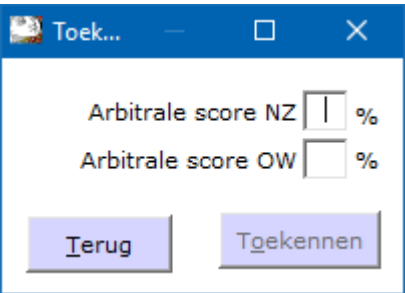 Toek...
Arbitrale score NZ %
Arbitrale score OW %
Terug Toekennen